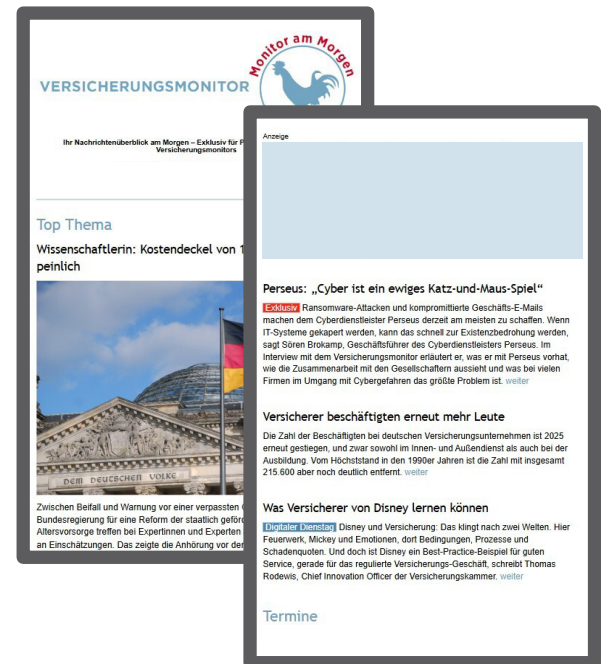 Monitor am Morgen
VERSICHERUNGSMONITOR
Ihr Nachrichtenüberblick am Morgen – Exklusiv für
Versicherungsmonitors
Top Thema
Wissenschaftlerin: Kostendeckel von 1
peinlich
DEM DEUTSCHEN VOLKE
Zwischen Beifall und Warnung vor einer verpassten
Bundesregierung für eine Reform der staatlich
Altersvorsorge treffen bei Expertinnen und Experten
an Einschätzungen. Das zeigte die Anhörung vor der
Anzeige
Perseus: „Cyber ist ein ewiges Katz-und-Maus-Spiel“
Exklusiv Ransomware-Attacken und kompromittierte Geschäfts-E-Mails
machen dem Cyberdienstleister Perseus derzeit am meisten zu schaffen. Wenn
IT-Systeme gekapert werden, kann das schnell zur Existenzbedrohung werden,
sagt Sören Brokamp, Geschäftsführer des Cyberdienstleisters Perseus. Im
Interview mit dem Versicherungsmonitor erläutert er, was er mit Perseus vorhat,
wie die Zusammenarbeit mit den Gesellschaftern aussieht und was bei vielen
Firmen im Umgang mit Cybergefahren das größte Problem ist. weiter
Versicherer beschäftigten erneut mehr Leute
Die Zahl der Beschäftigten bei deutschen Versicherungsunternehmen ist 2025
erneut gestiegen, und zwar sowohl im Innen- und Außendienst als auch bei der
Ausbildung. Vom Höchststand in den 1990er Jahren ist die Zahl mit insgesamt
215.600 aber noch deutlich entfernt. weiter
Was Versicherer von Disney lernen können
Digitaler Dienstag Disney und Versicherung: Das klingt nach zwei Welten. Hier
Feuerwerk, Mickey und Emotionen, dort Bedingungen, Prozesse und
Schadenquoten. Und doch ist Disney ein Best-Practice-Beispiel für guten
Service, gerade für das regulierte Versicherungs-Geschäft, schreibt Thomas
Rodewis, Chief Innovation Officer der Versicherungskammer. weiter
Termine